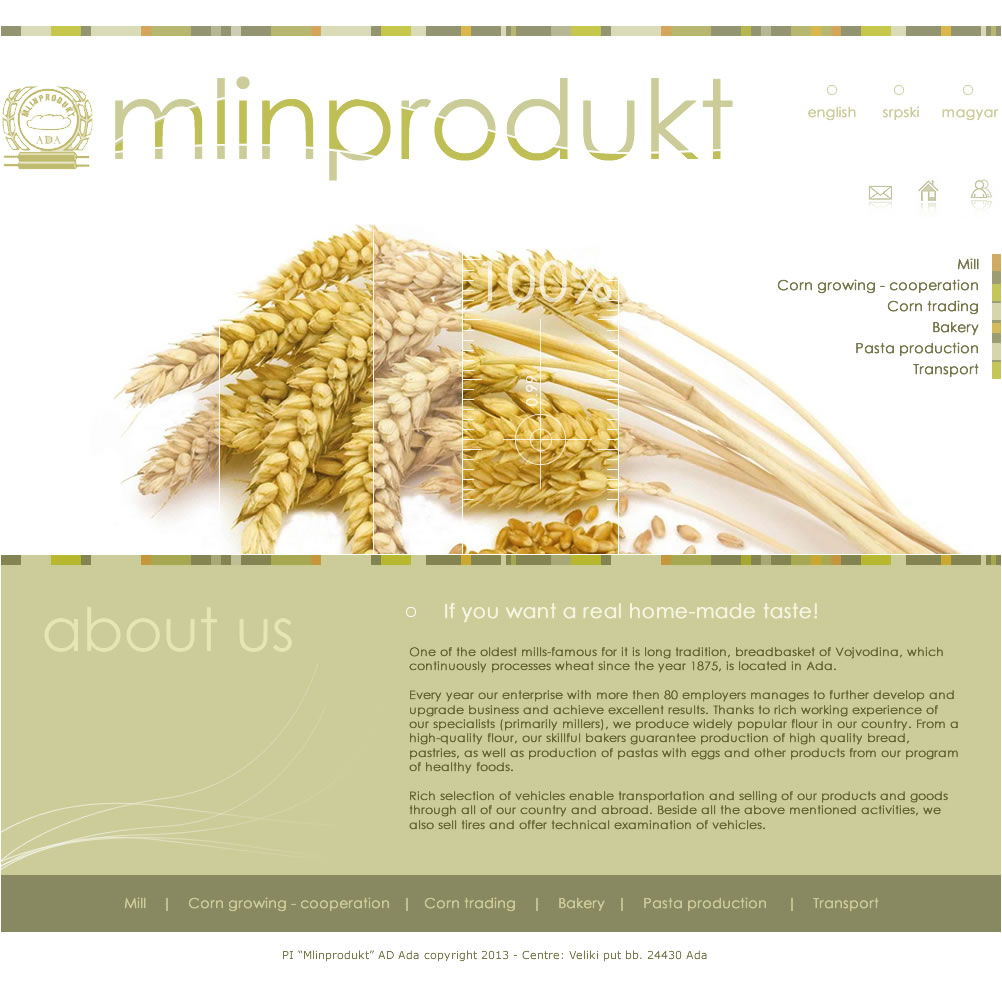 MLINPRODUKT
ADA
mlinprodukt
english srpski magyar
Mill
Corn growing - cooperation
Corn trading
Bakery
Pasta production
Transport
100%
0.99
about us
If you want a real home-made taste!
One of the oldest mills-famous for it is long tradition, breadbasket of Vojvodina, which
continuously processes wheat since the year 1875, is located in Ada.
Every year our enterprise with more then 80 employers manages to further develop and
upgrade business and achieve excellent results. Thanks to rich working experience of
our specialists (primarily millers), we produce widely popular flour in our country. From a
high-quality flour, our skillful bakers guarantee production of high quality bread,
pastries, as well as production of pastas with eggs and other products from our program
of healthy foods.
Rich selection of vehicles enable transportation and selling of our products and goods
through all of our country and abroad. Beside all the above mentioned activities, we
also sell tires and offer technical examination of vehicles.
Mill | Corn growing - cooperation | Corn trading | Bakery | Pasta production | Transport
PI “Mlinprodukt” AD Ada copyright 2013 - Centre: Veliki put bb. 24430 Ada